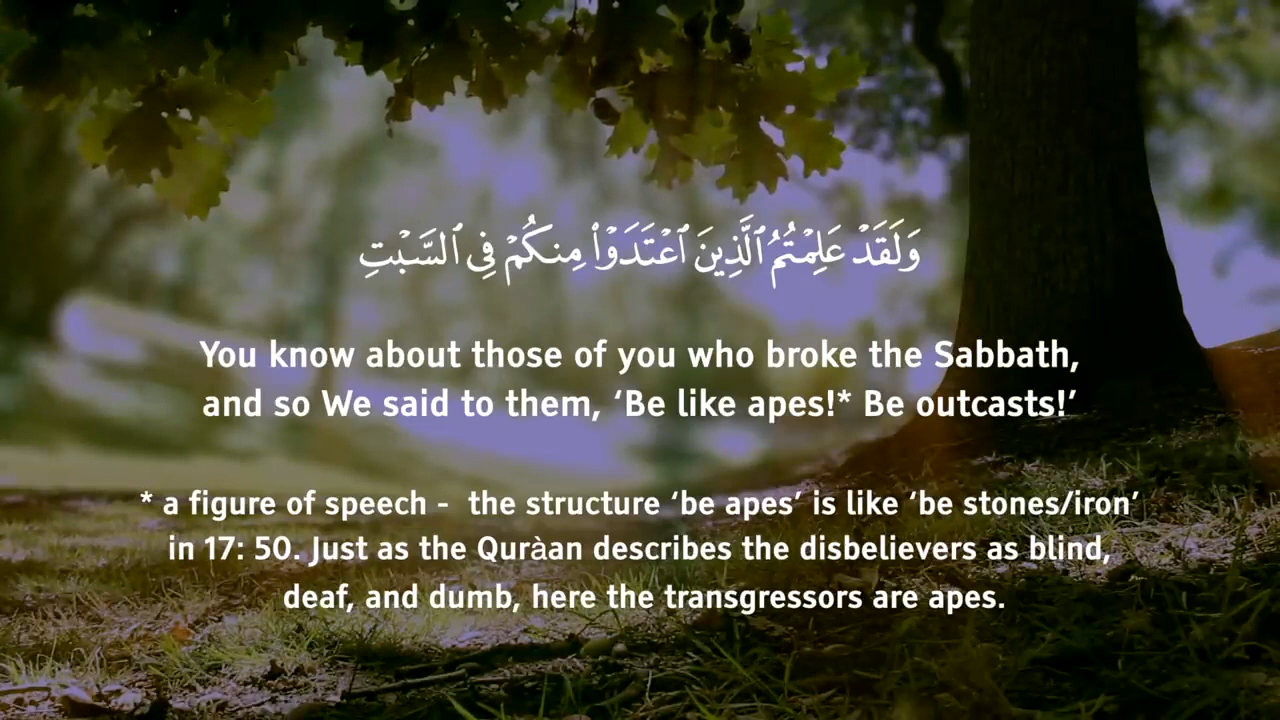 وَلَقَدْ عَلِمْتُمُ ٱلَّذِينَ ٱعْتَدَوْا۟ مِنكُمْ فِى ٱلسَّبْتِ
You know about those of you who broke the Sabbath,
and so We said to them, ‘Be like apes!* Be outcasts!’
* a figure of speech -  the structure ‘be apes’ is like ‘be stones/iron’
in 17: 50. Just as the Quràan describes the disbelievers as blind,
deaf, and dumb, here the transgressors are apes.